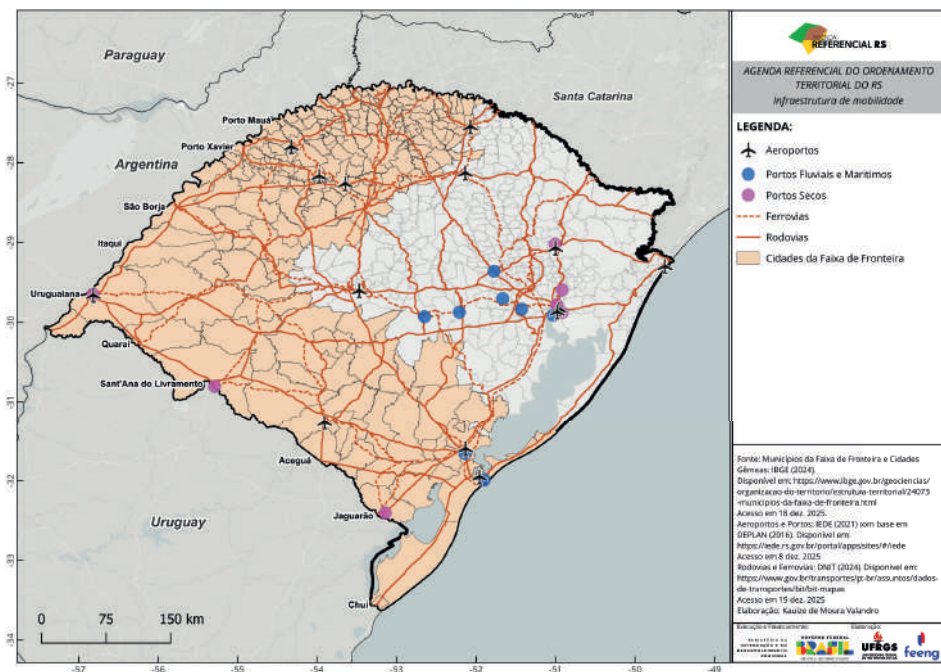 Paraguay
Santa Catarina
Argentina
Porto Mauá
Porto Xavier
São Borja
Itaqui
Uruguaiana
Quaraí
Sant'Ana do Livramento
Aceguá
Jaguarão
Chuí
Uruguay
-27
-28
-29
-30
-31
-32
-33
-34
0 75 150 km
-57 -56 -55 -54 -53 -52 -51 -50 -49
AGENDA
REFERENCIAL RS
AGENDA REFERENCIAL DO ORDENAMENTO
TERRITORIAL DO RS
Infraestrutura de mobilidade
LEGENDA:
Aeroportos
Portos Fluviais e Marítimos
Portos Secos
Ferrovias
Rodovias
Cidades da Faixa de Fronteira
Fonte: Municípios da Faixa de Fronteira e Cidades
Gêmeas: IBGE (2024).
Disponível em: https://www.ibge.gov.br/geociencias/
organizacao-do-territorio/estrutura-territorial/24073
-municipios-da-faixa-de-fronteira.html
Acesso em 18 dez. 2025.
Aeroportos e Portos: IEDE (2021) com base em
DEPLAN (2016). Disponível em:
https://iede.rs.gov.br/portal/apps/sites/#/iede
Acesso em 8 dez. 2025
Rodovias e Ferrovias: DNIT (2024). Disponível em:
https://www.gov.br/transportes/pt-br/assuntos/dados-
de-transportes/bit/bit-mapas
Acesso em 19 dez. 2025
Elaboração: Kauize de Moura Valandro
Execução e Financiamento: Elaboração:
GOVERNO FEDERAL
BRASIL
UFRGS
feeng